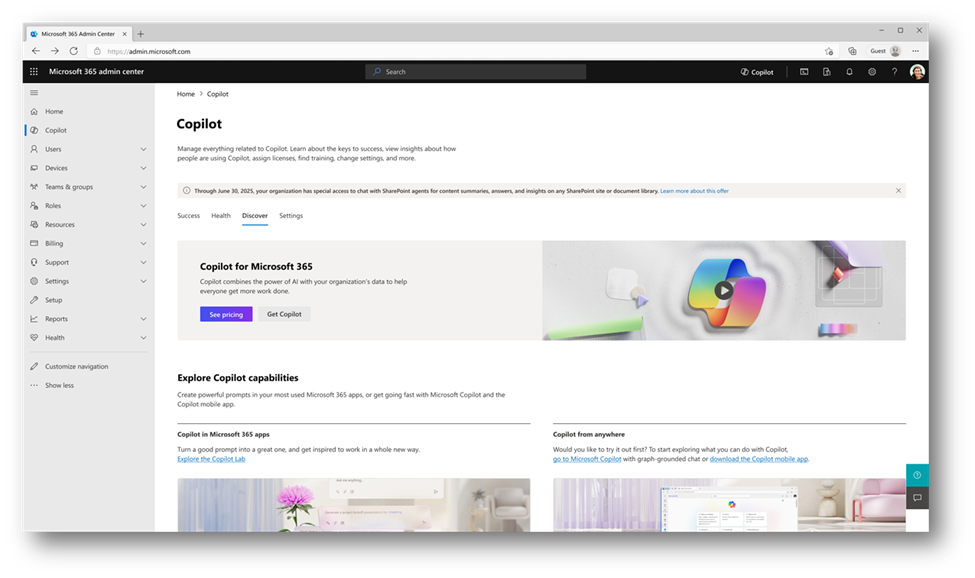 Microsoft 365 Admin Center
https://admin.microsoft.com
Guest
Microsoft 365 admin center
Search
Copilot
Home
Copilot
Users
Devices
Teams & groups
Roles
Resources
Billing
Support
Settings
Setup
Reports
Health
Customize navigation
Show less
Home > Copilot
Copilot
Manage everything related to Copilot. Learn about the keys to success, view insights about how
people are using Copilot, assign licenses, find training, change settings, and more.
Through June 30, 2025, your organization has special access to chat with SharePoint agents for content summaries, answers, and insights on any SharePoint site or document library. Learn more about this offer
Success Health Discover Settings
Copilot for Microsoft 365
Copilot combines the power of AI with your organization's data to help
everyone get more work done.
See pricing Get Copilot
Explore Copilot capabilities
Create powerful prompts in your most used Microsoft 365 apps, or get going fast with Microsoft Copilot and the
Copilot mobile app.
Copilot in Microsoft 365 apps
Turn a good prompt into a great one, and get inspired to work in a whole new way.
Explore the Copilot Lab
Copilot from anywhere
Would you like to try it out first? To start exploring what you can do with Copilot,
go to Microsoft Copilot with graph-grounded chat or download the Copilot mobile app.